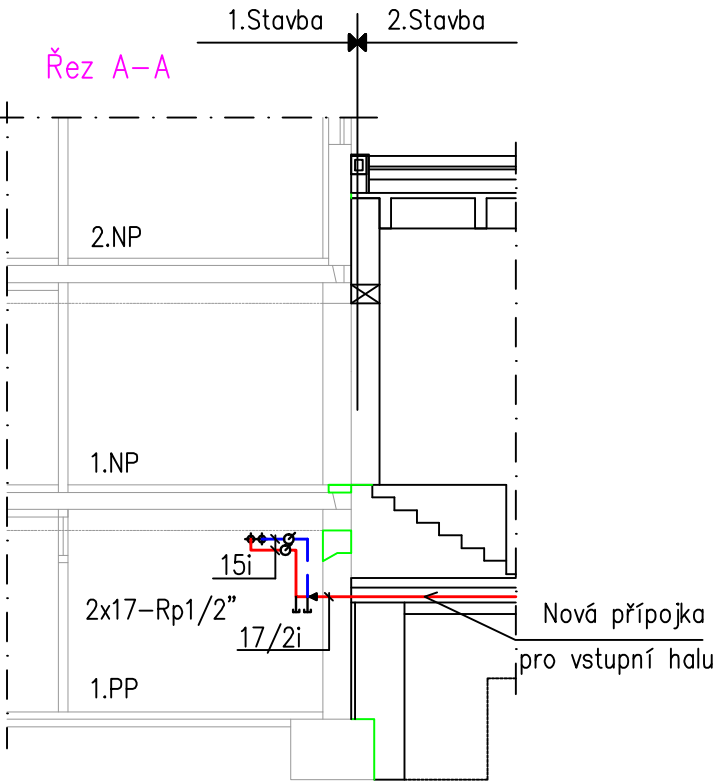 1.Stavba
2.Stavba
Řez A-A
2.NP
1.NP
15i
2x17-Rp1/2"
17/2i
Nová přípojka
pro vstupní halu
1.PP